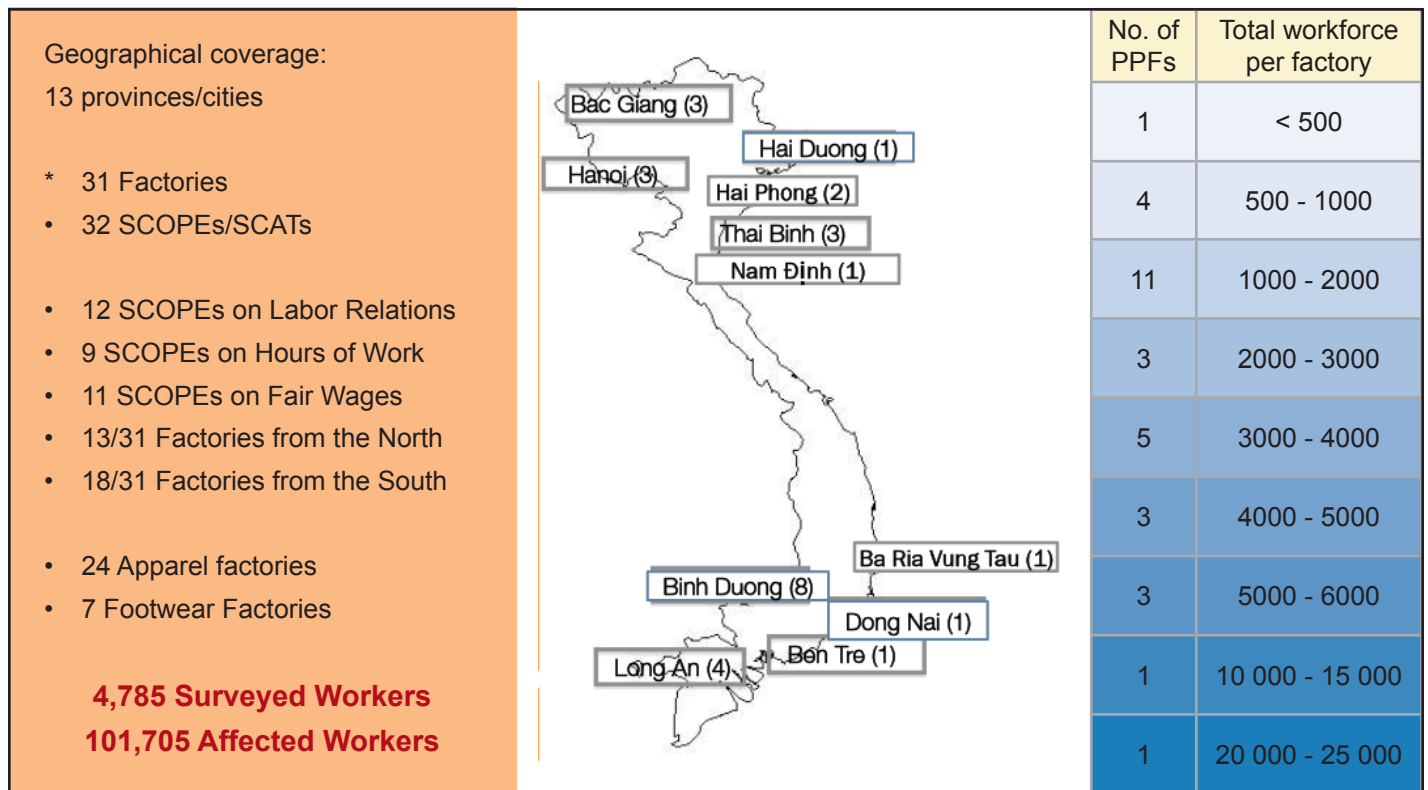 Geographical coverage:
13 provinces/cities
* 31 Factories
• 32 SCOPEs/SCATs
• 12 SCOPEs on Labor Relations
• 9 SCOPEs on Hours of Work
• 11 SCOPEs on Fair Wages
• 13/31 Factories from the North
• 18/31 Factories from the South
• 24 Apparel factories
• 7 Footwear Factories
4,785 Surveyed Workers
101,705 Affected Workers
Bac Giang (3)
Hai Duong (1)
Hanoi (3)
Hai Phong (2)
Thai Binh (3)
Nam Định (1)
Ba Ria Vung Tau (1)
Binh Duong (8)
Dong Nai (1)
Ben Tre (1)
Long An (4)
No. of PPFs Total workforce per factory
1 < 500
4 500 - 1000
11 1000 - 2000
3 2000 - 3000
5 3000 - 4000
3 4000 - 5000
3 5000 - 6000
1 10 000 - 15 000
1 20 000 - 25 000